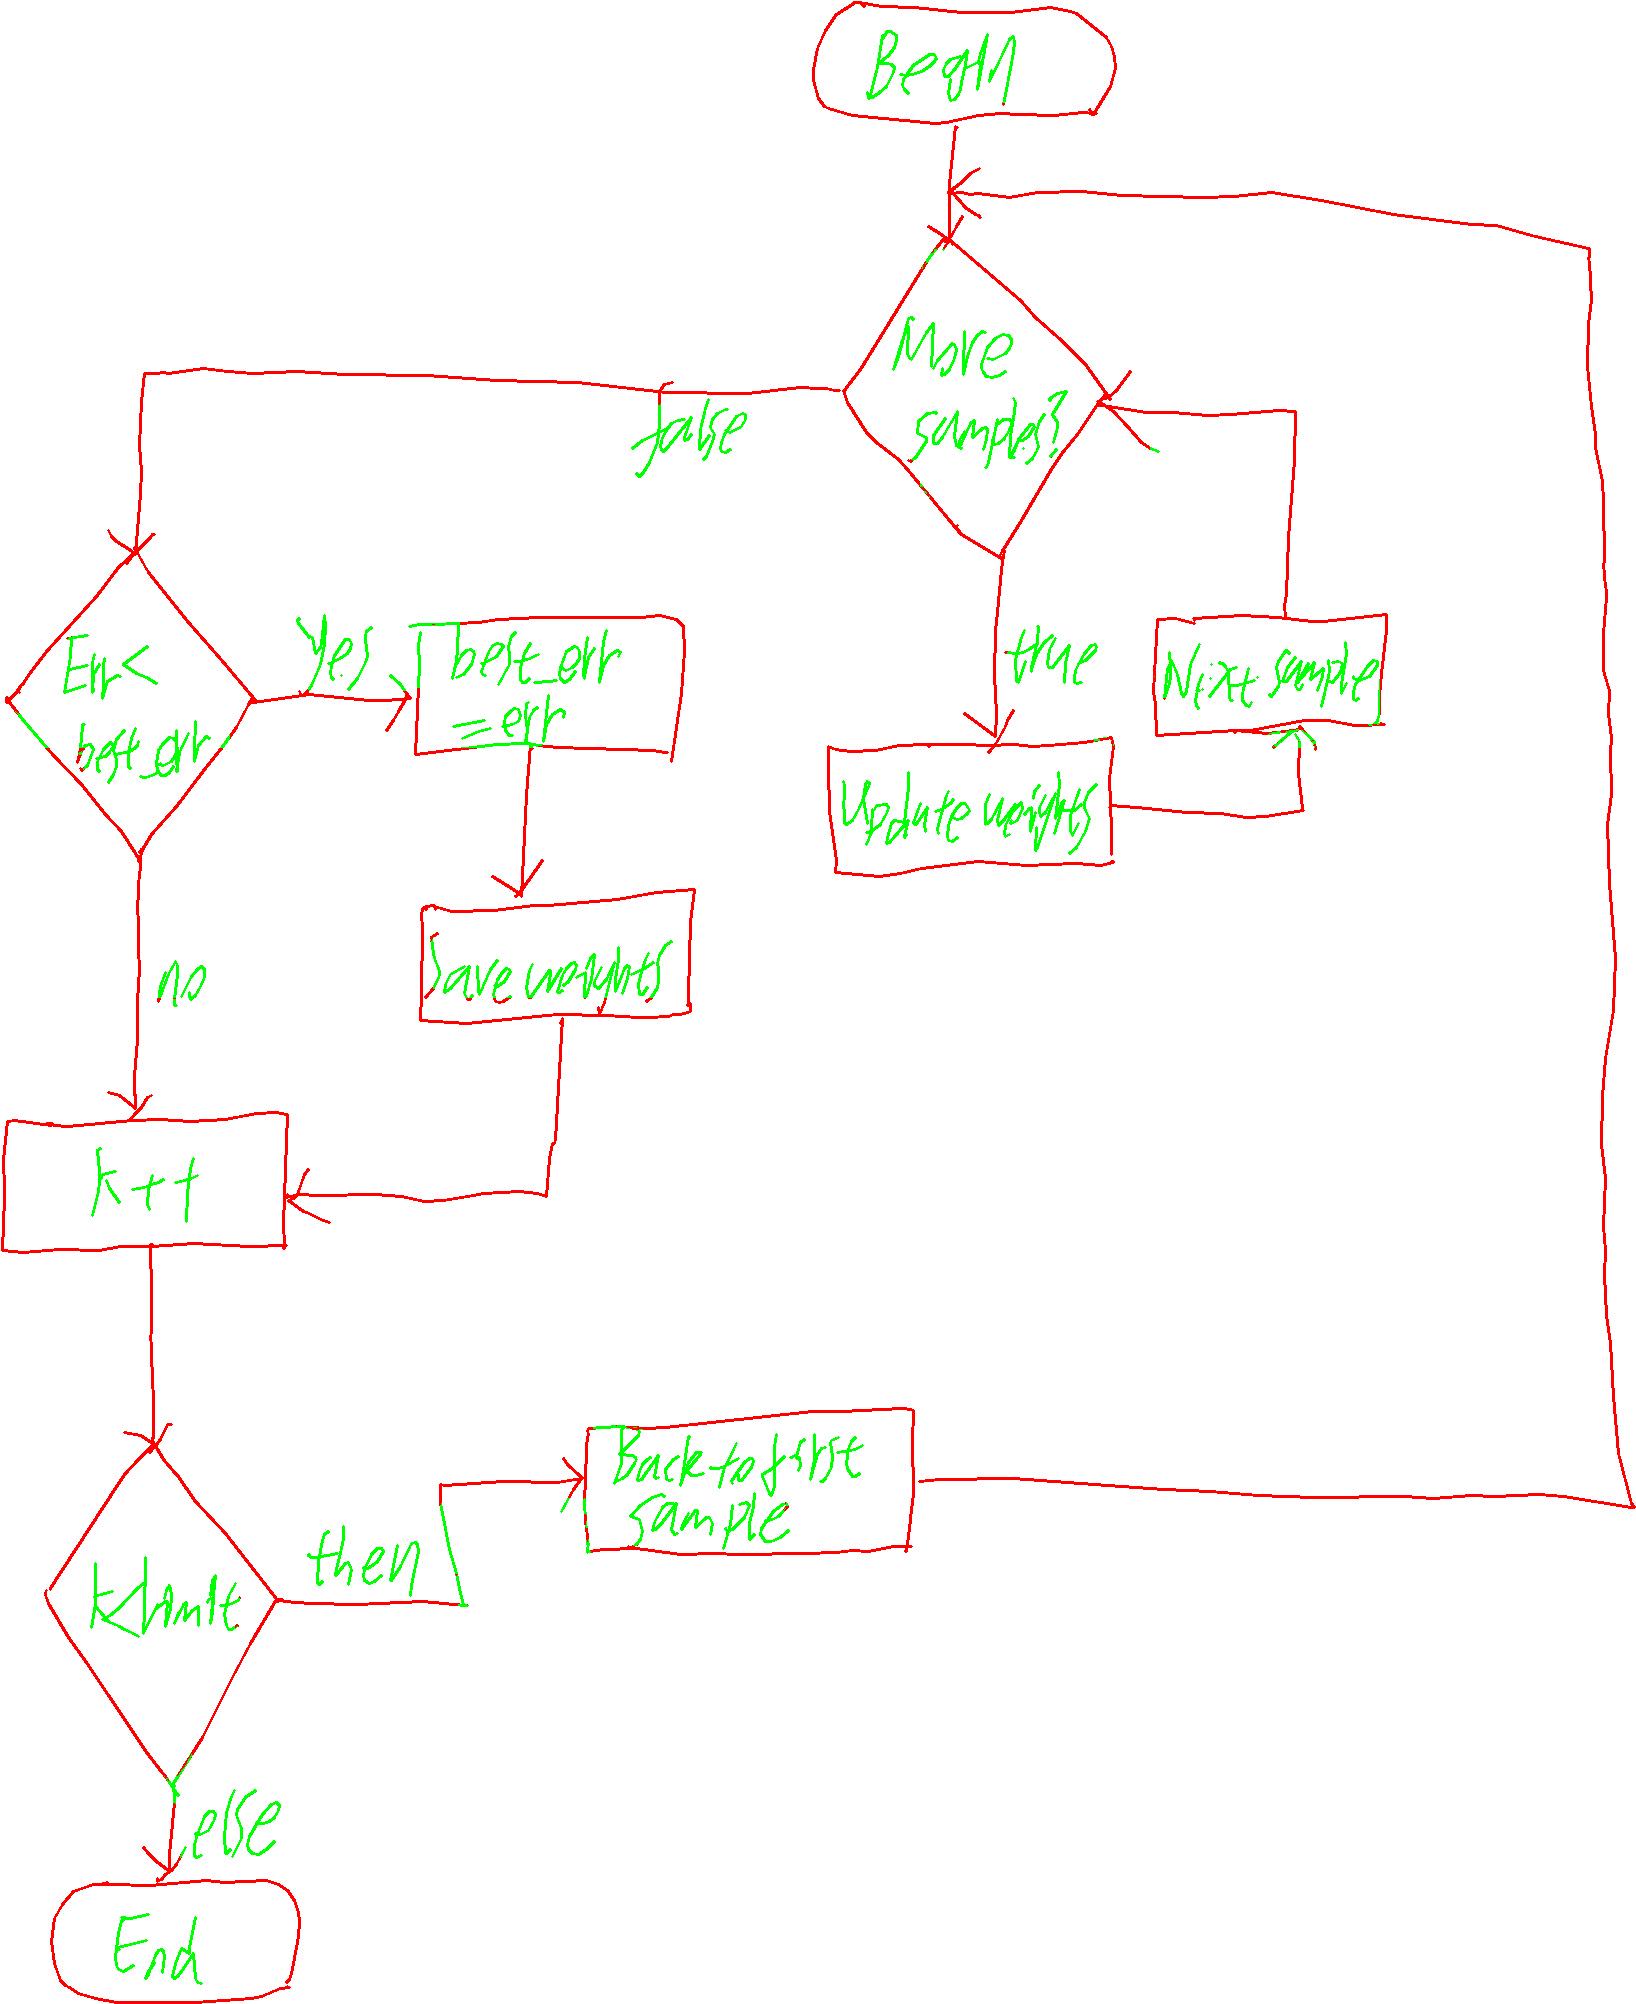 Begin
More
samples?
false
true
Next sample
Update weights
Err<
best_err
yes
best_err
=err
no
Save weights
k++
k<limit
then
Back to first
sample
else
End